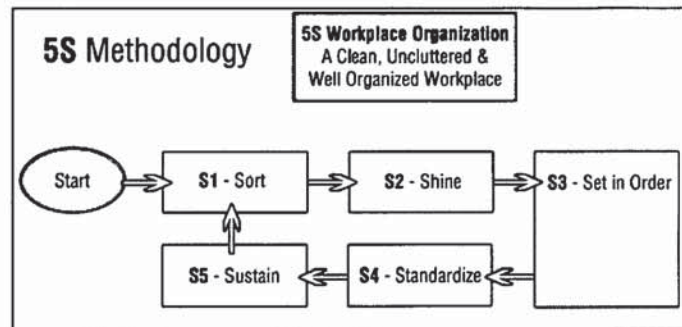 5S Methodology
5S Workplace Organization
A Clean, Uncluttered &
Well Organized Workplace
Start
S1 - Sort
S2 - Shine
S3 - Set in Order
S5 - Sustain
S4 - Standardize